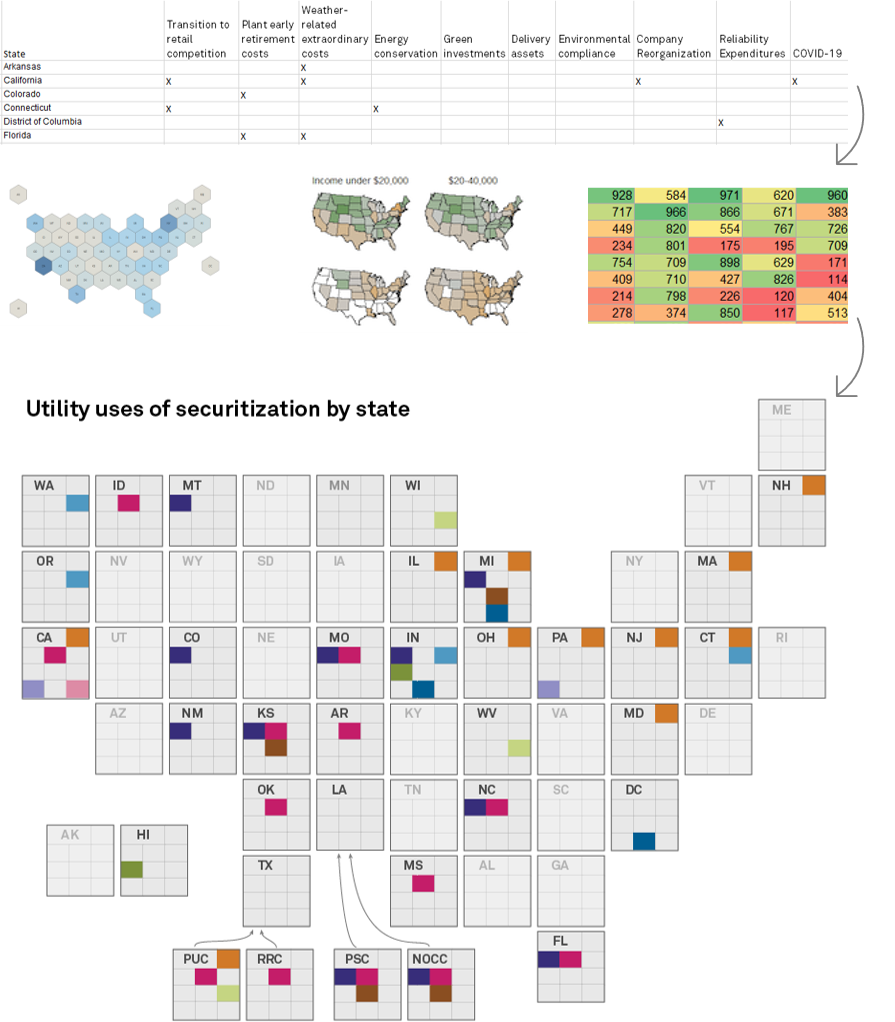 Weather-
Transition to Plant early related
retail retirement extraordinary Energy Green Delivery Environmental Company Reliability
State competition costs costs conservation investments assets compliance Reorganization Expenditures COVID-19
Arkansas x
California x x x x
Colorado x
Connecticut x x
District of Columbia x
Florida x x
Income under $20,000 $20-40,000
928 584 971 620 960
717 966 866 671 383
449 820 554 767 726
234 801 175 195 709
754 709 898 629 171
409 710 427 826 114
214 798 226 120 404
278 374 850 117 513
Utility uses of securitization by state
ME
WA ID MT ND MN WI VT NH
OR NV WY SD IA IL MI NY MA
CA UT CO NE MO IN OH PA NJ CT RI
AZ NM KS AR KY WV VA MD DE
OK LA TN NC SC DC
AK HI
TX MS AL GA
FL
PUC RRC PSC NOCC